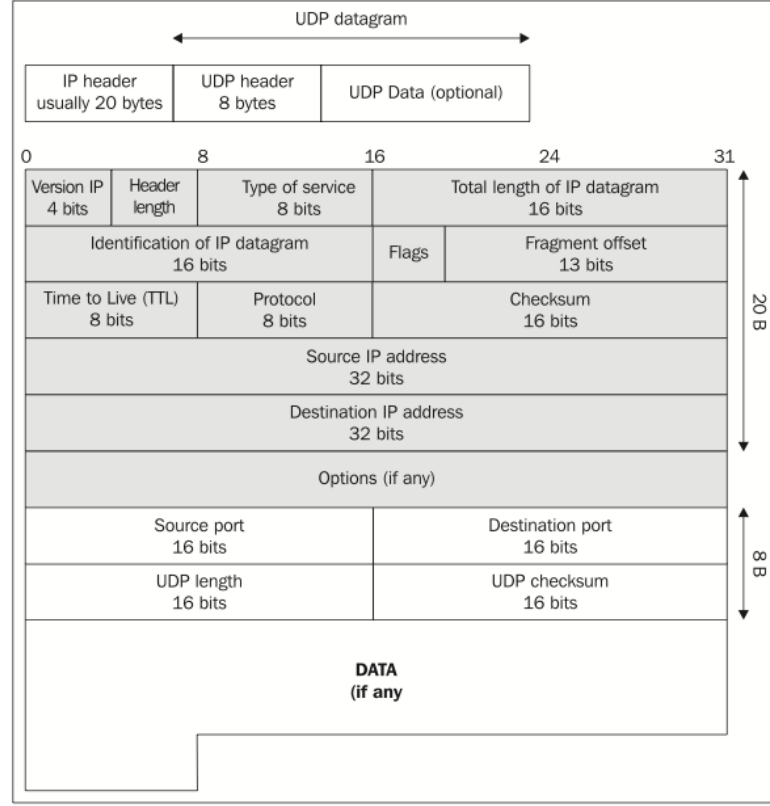 UDP datagram
IP header
usually 20 bytes
UDP header
8 bytes
UDP Data (optional)
0 8 16 24 31
Version IP
4 bits
Header
length
Type of service
8 bits
Total length of IP datagram
16 bits
Identification of IP datagram
16 bits
Flags
Fragment offset
13 bits
Time to Live (TTL)
8 bits
Protocol
8 bits
Checksum
16 bits
20 B
Source IP address
32 bits
Destination IP address
32 bits
Options (if any)
Source port
16 bits
Destination port
16 bits
8 B
UDP length
16 bits
UDP checksum
16 bits
DATA
(if any